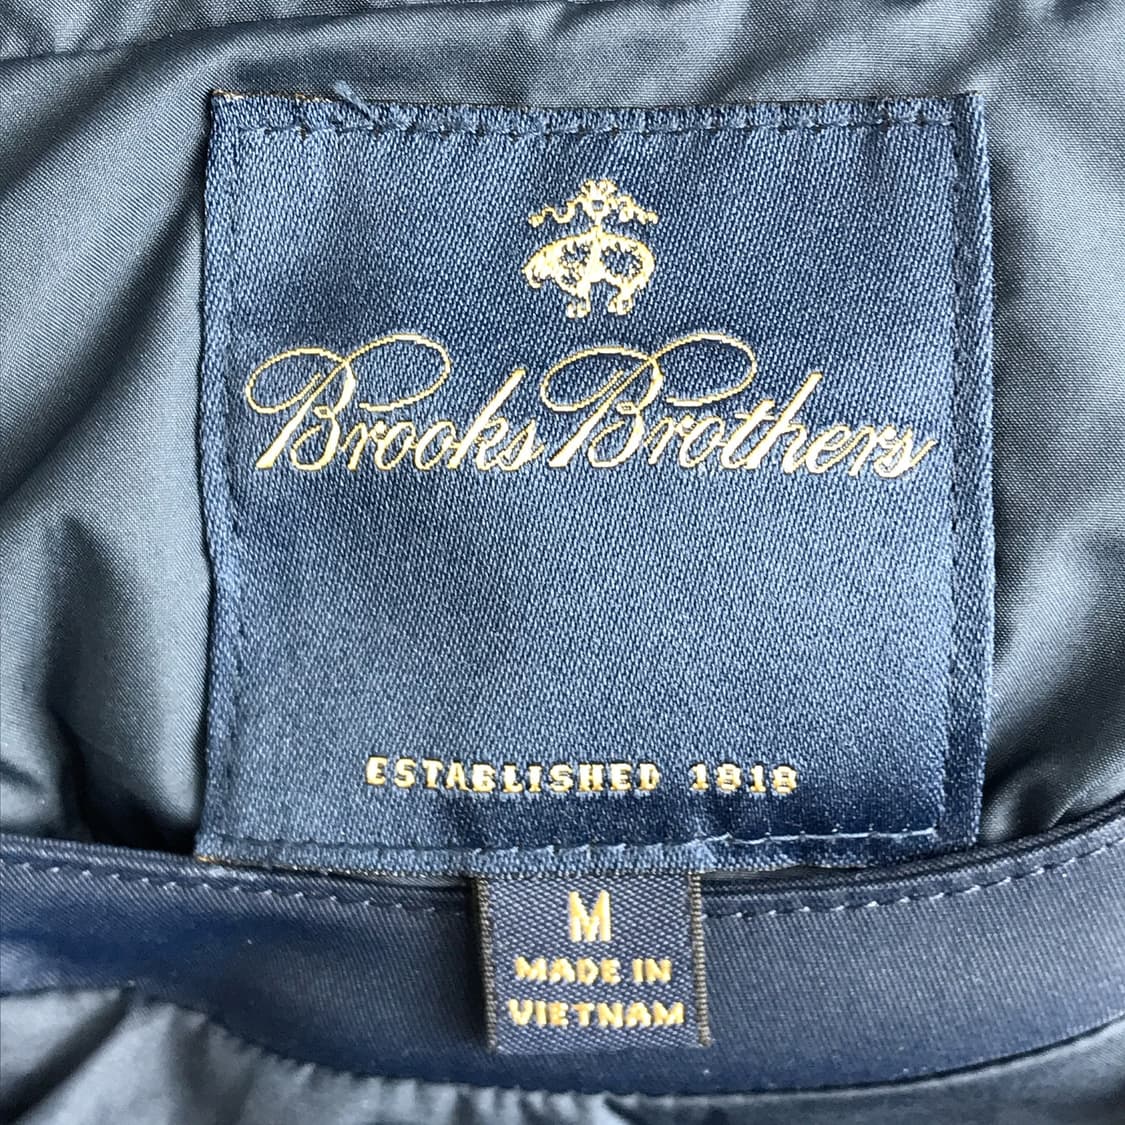 Brooks Brothers
ESTABLISHED 1818
M
MADE IN
VIETNAM